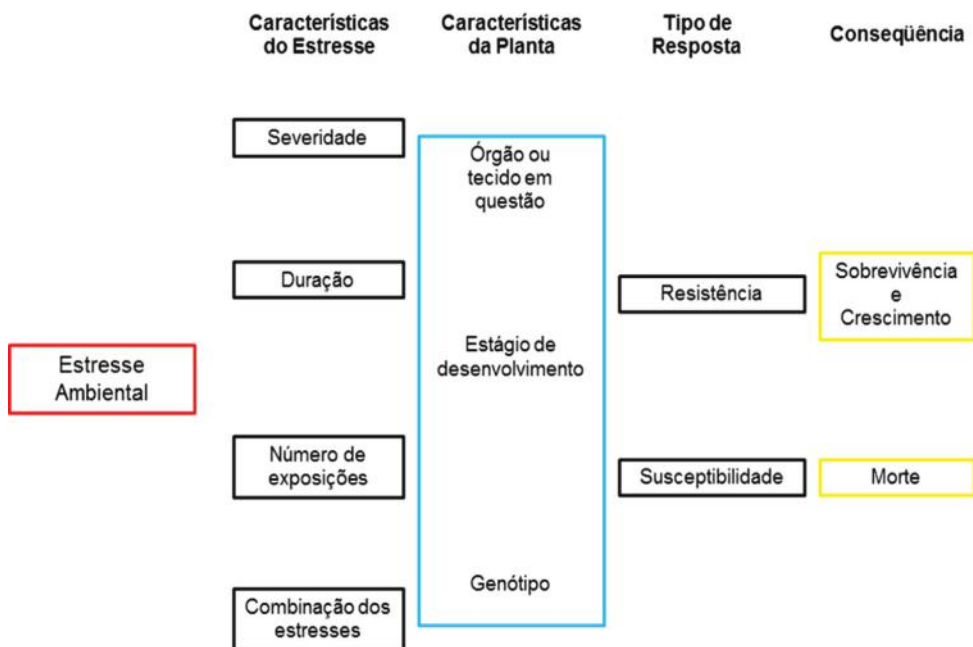 Características
do Estresse
Características
da Planta
Tipo de
Resposta
Conseqüência
Estresse
Ambiental
Severidade
Duração
Número de
exposições
Combinação dos
estresses
Órgão ou
tecido em
questão
Estágio de
desenvolvimento
Genótipo
Resistência
Susceptibilidade
Sobrevivência
e
Crescimento
Morte